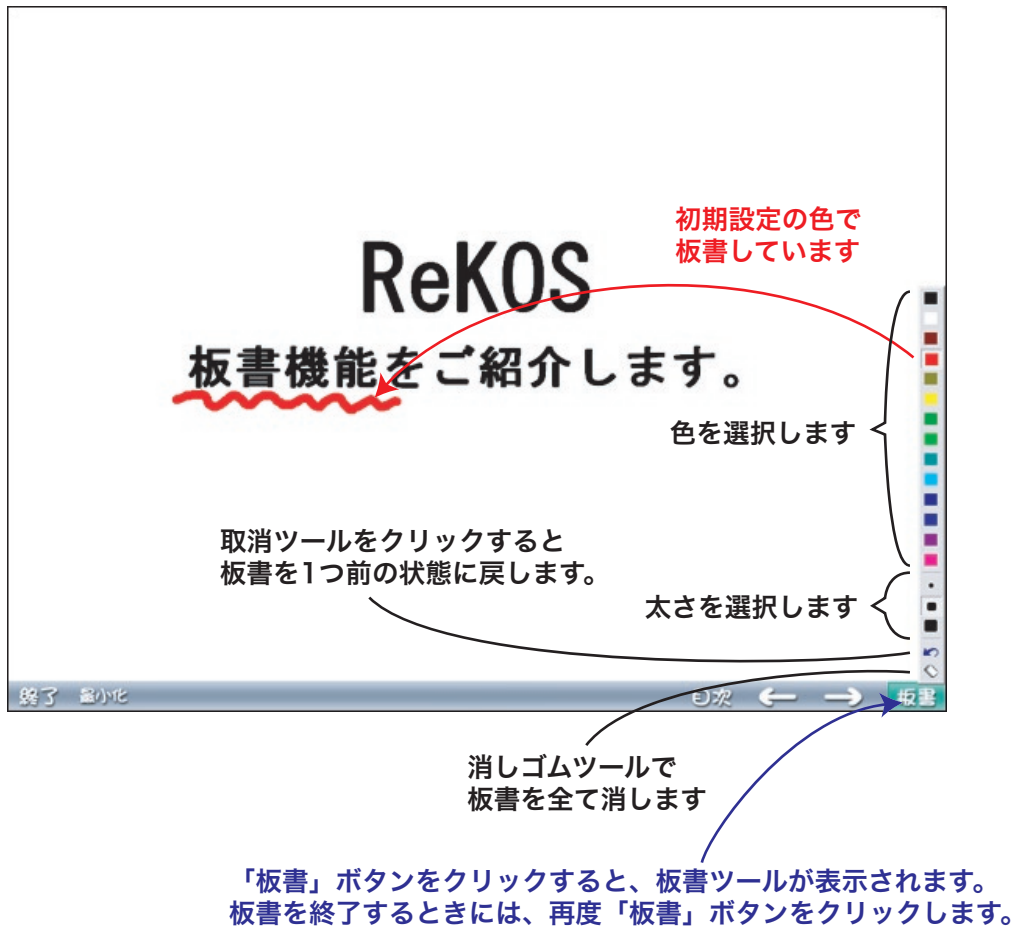 初期設定の色で
板書しています
ReKOS
板書機能をご紹介します。
色を選択します
取消ツールをクリックすると
板書を1つ前の状態に戻します。
太さを選択します
終了 最小化 目次 板書
消しゴムツールで
板書を全て消します
「板書」ボタンをクリックすると、板書ツールが表示されます。
板書を終了するときには、再度「板書」ボタンをクリックします。